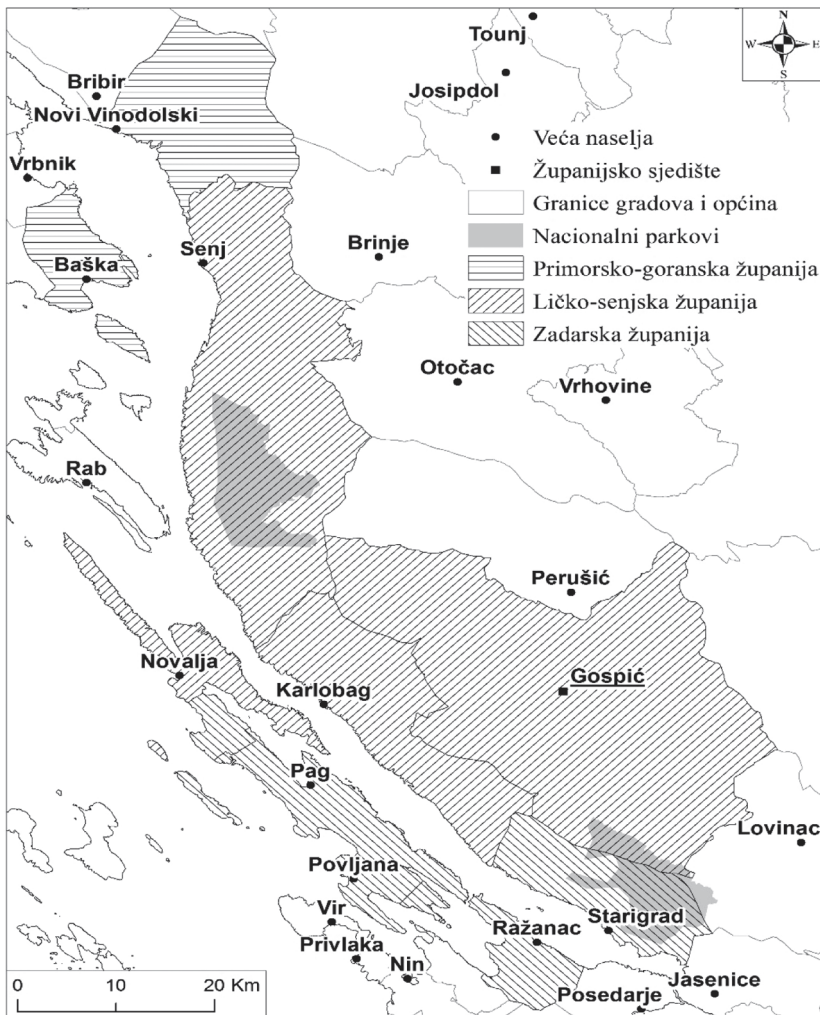 Tounj
N
W E
S
Josipdol
Bribir
Novi Vinodolski
Vrbnik
Veća naselja
Županijsko sjedište
Granice gradova i općina
Nacionalni parkovi
Primorsko-goranska županija
Ličko-senjska županija
Zadarska županija
Senj
Brinje
Baška
Otočac
Vrhovine
Rab
Perušić
Novalja
Karlobag
Gospić
Pag
Lovinac
Povljana
Vir
Ražanac
Starigrad
Privlaka
Nin
Jasenice
Posedarje
0 10 20 Km